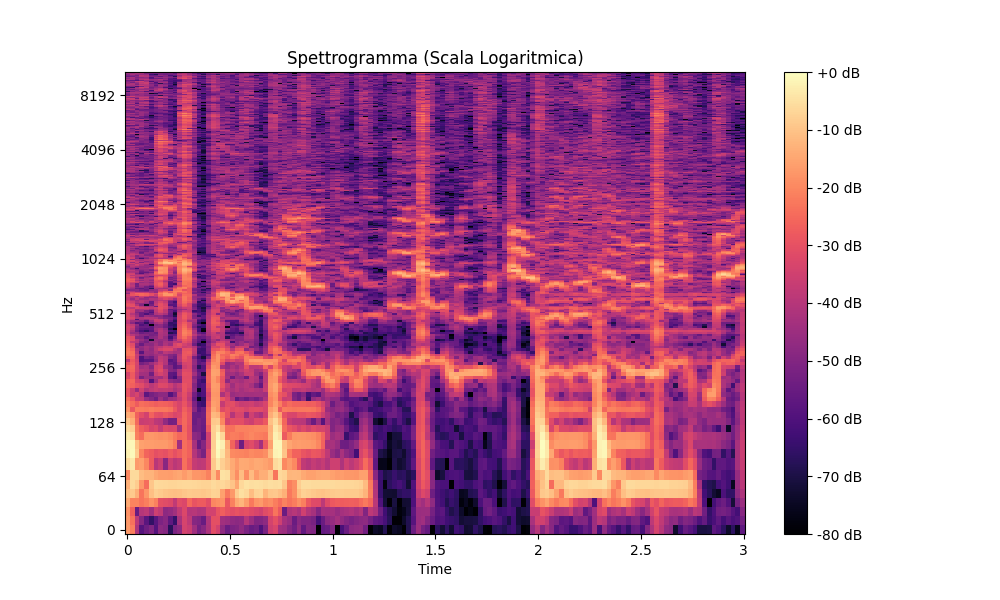 Spettrogramma (Scala Logaritmica)
Hz
8192
4096
2048
1024
512
256
128
64
0
0
0.5
1
1.5
2
2.5
3
Time
+0 dB
-10 dB
-20 dB
-30 dB
-40 dB
-50 dB
-60 dB
-70 dB
-80 dB